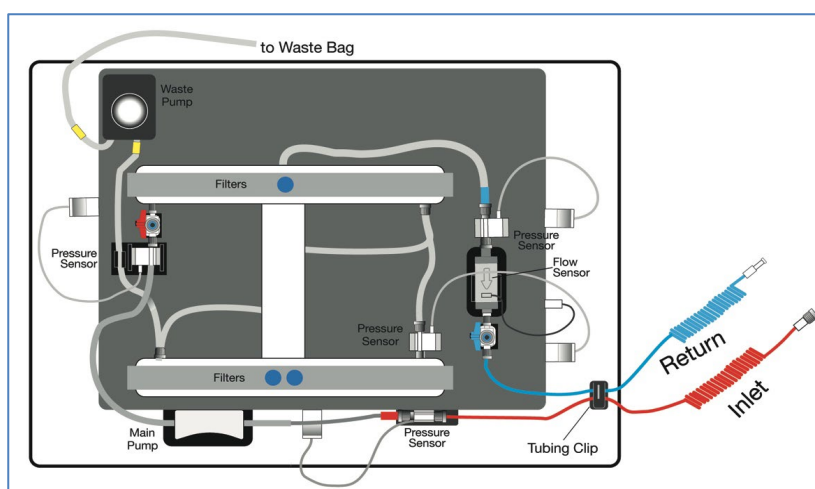 to Waste Bag
Waste
Pump
Filters
Pressure
Sensor
Pressure
Sensor
Flow
Sensor
Pressure
Sensor
Filters
Return
Inlet
Main
Pump
Pressure
Sensor
Tubing Clip